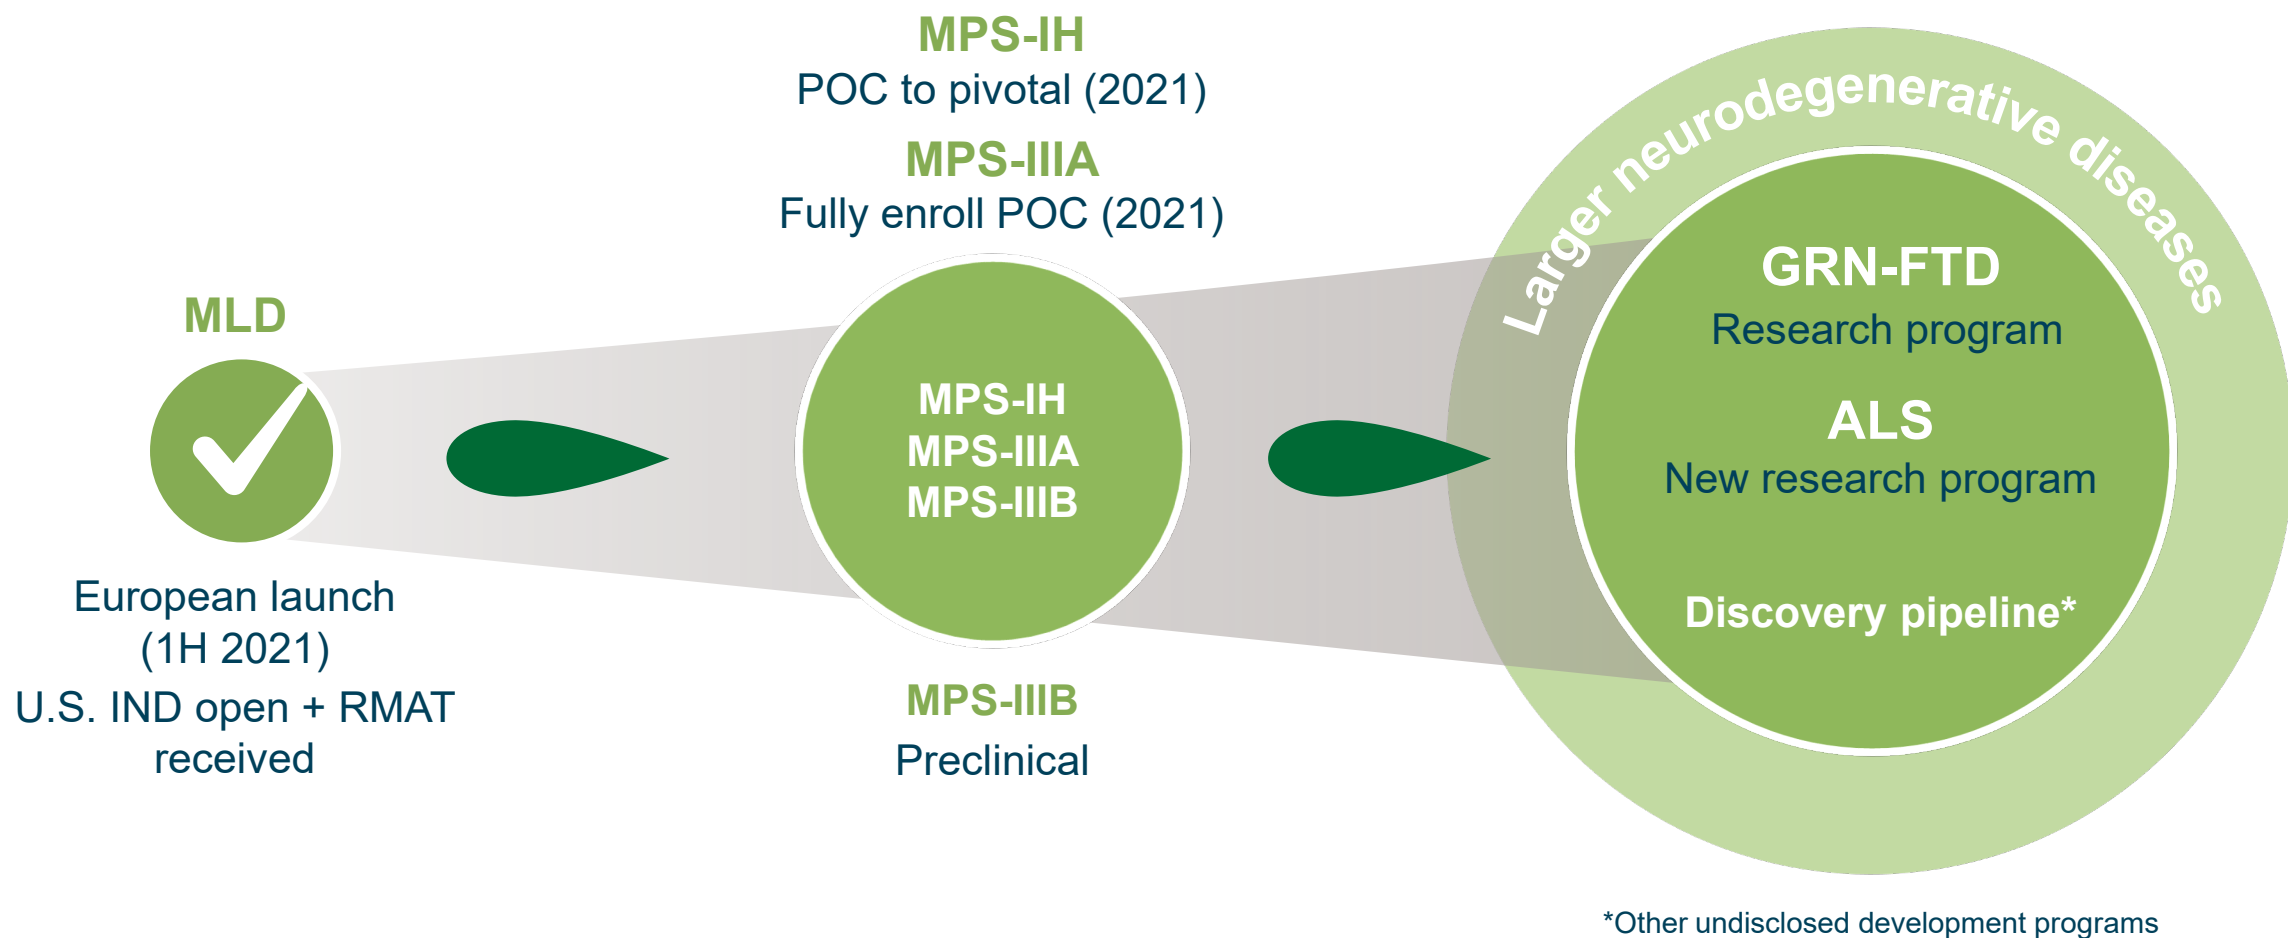 MLD
European launch
(1H 2021)
U.S. IND open + RMAT
received
MPS-IH
POC to pivotal (2021)
MPS-IIIA
Fully enroll POC (2021)
MPS-IH
MPS-IIIA
MPS-IIIB
MPS-IIIB
Preclinical
Larger neurodegenerative diseases
GRN-FTD
Research program
ALS
New research program
Discovery pipeline*
*Other undisclosed development programs